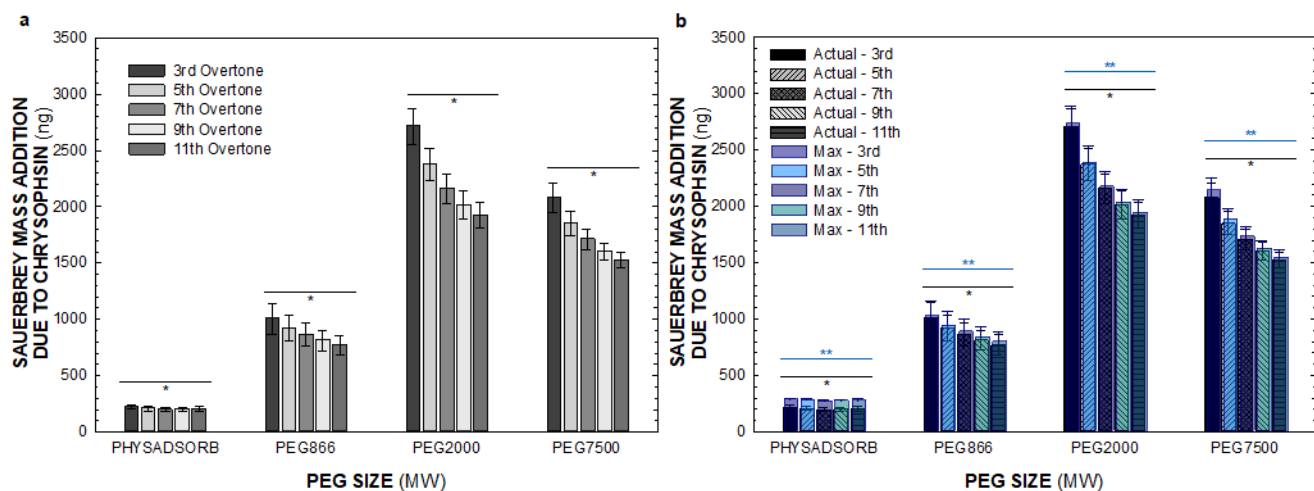 a
SAUERBREY MASS ADDITION
DUE TO CHRYSOPHSIN (ng)
3500
3000
2500
2000
1500
1000
500
0
3rd Overtone
5th Overtone
7th Overtone
9th Overtone
11th Overtone
*
*
*
*
PHYSADSORB
PEG866
PEG2000
PEG7500
PEG SIZE (MW)
b
SAUERBREY MASS ADDITION
DUE TO CHRYSOPHSIN (ng)
3500
3000
2500
2000
1500
1000
500
0
Actual - 3rd
Actual - 5th
Actual - 7th
Actual - 9th
Actual - 11th
Max - 3rd
Max - 5th
Max - 7th
Max - 9th
Max - 11th
**
*
**
*
**
*
**
*
PHYSADSORB
PEG866
PEG2000
PEG7500
PEG SIZE (MW)